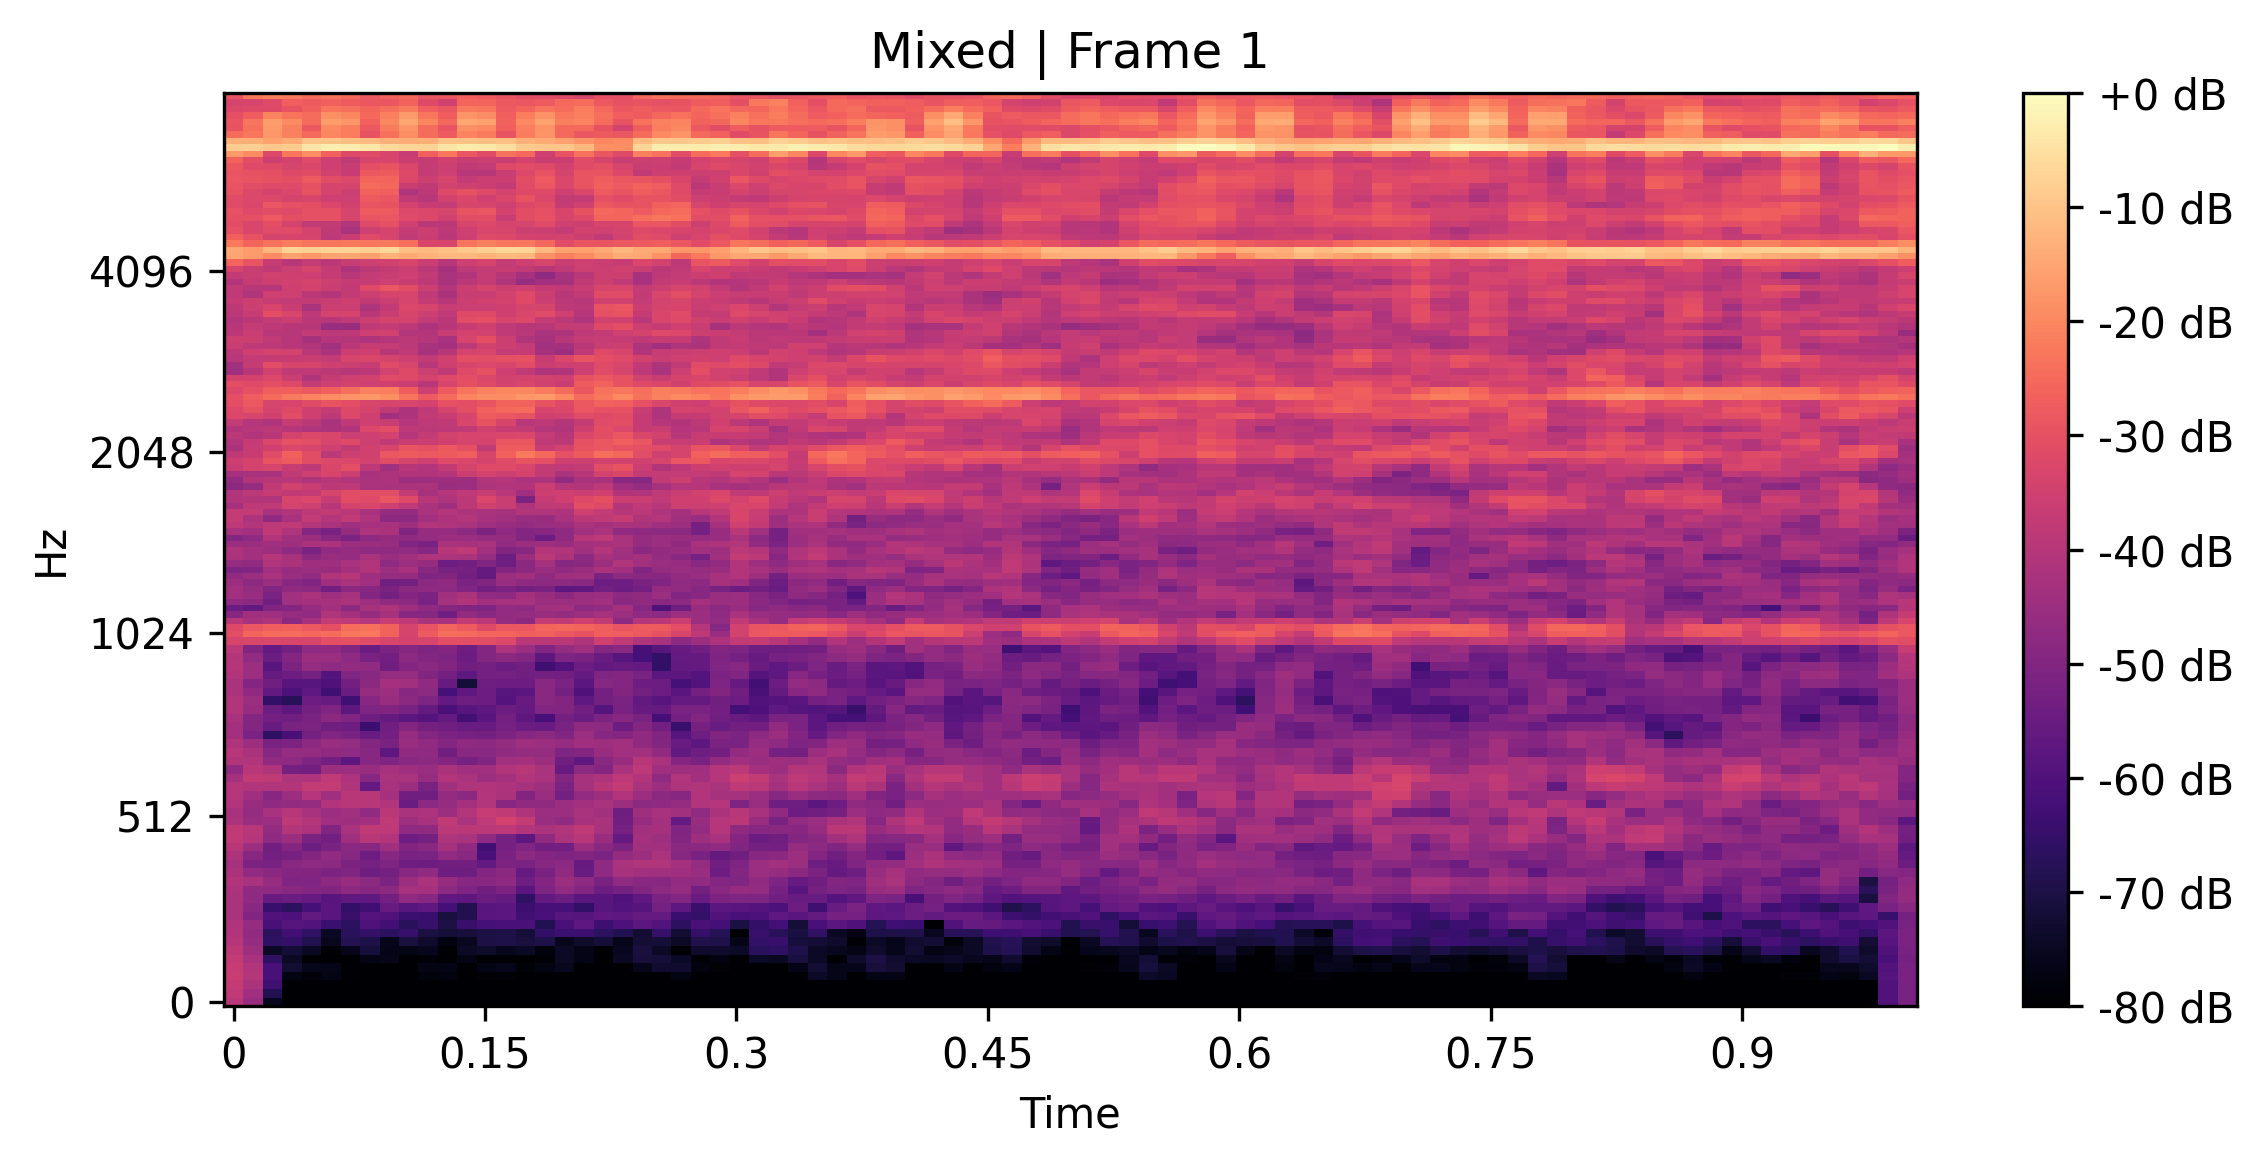 Mixed | Frame 1
+0 dB
-10 dB
-20 dB
-30 dB
-40 dB
-50 dB
-60 dB
-70 dB
-80 dB
Hz
4096
2048
1024
512
0
0 0.15 0.3 0.45 0.6 0.75 0.9
Time